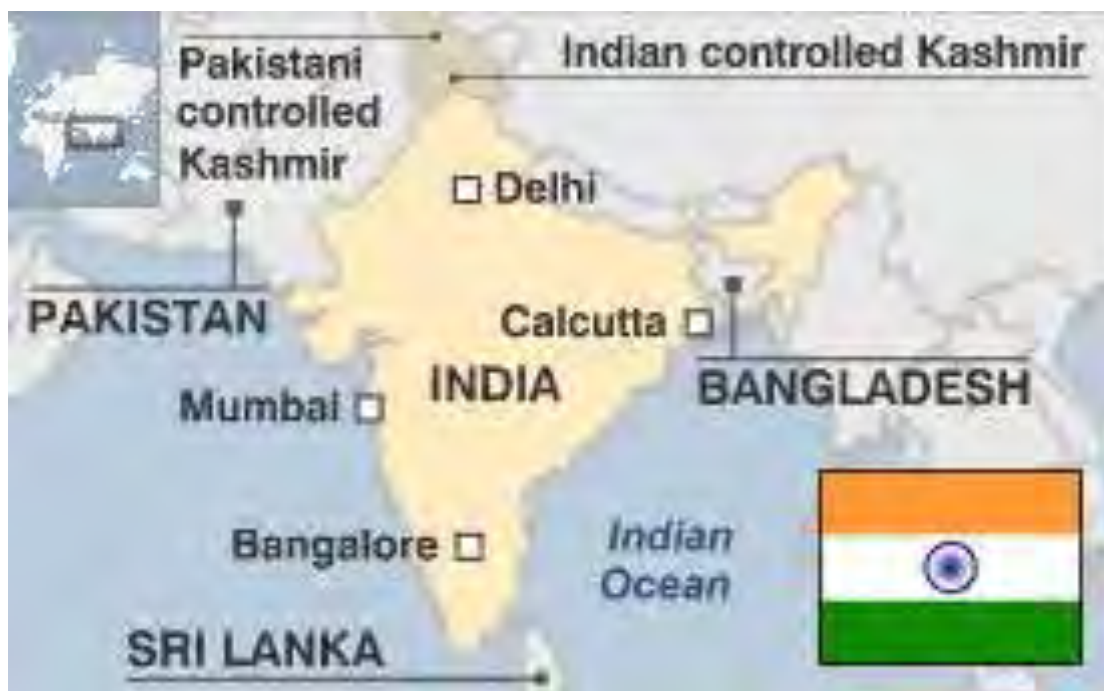 Pakistani
controlled
Kashmir
Indian controlled Kashmir
Delhi
PAKISTAN
Calcutta
INDIA
BANGLADESH
Mumbai
Bangalore
Indian
Ocean
SRI LANKA